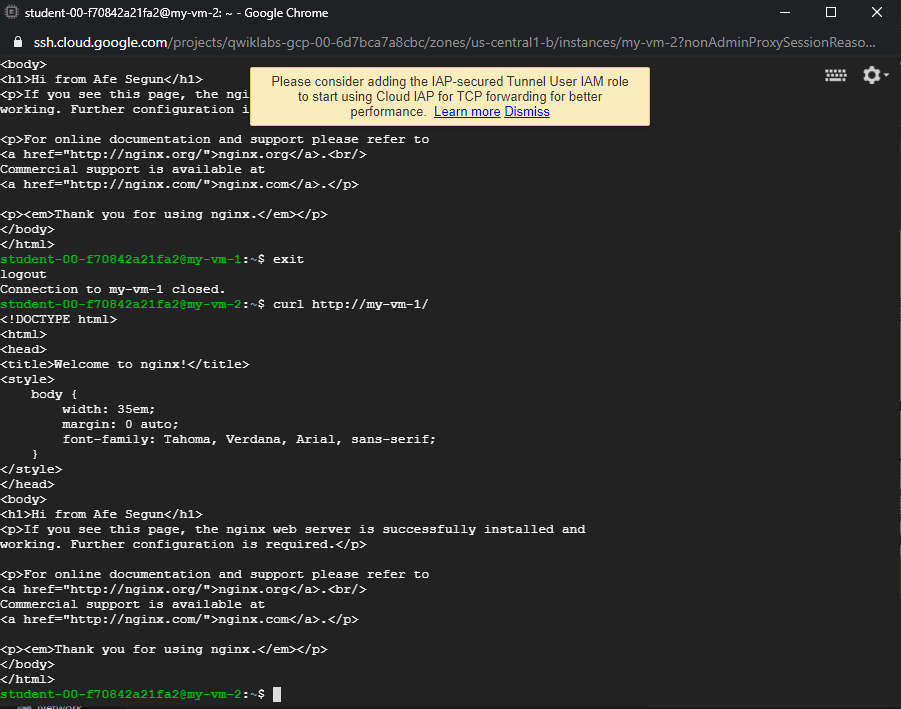 student-00-f70842a21fa2@my-vm-2: ~ - Google Chrome
ssh.cloud.google.com/projects/qwiklabs-gcp-00-6d7bca7a8cbc/zones/us-central1-b/instances/my-vm-2?nonAdminProxySessionReaso...
Please consider adding the IAP-secured Tunnel User IAM role
to start using Cloud IAP for TCP forwarding for better
performance. Learn more Dismiss
<body>
<h1>Hi from Afe Segun</h1>
<p>If you see this page, the ngi
working. Further configuration i
<p>For online documentation and support please refer to
<a href="http://nginx.org/">nginx.org</a>.<br/>
Commercial support is available at
<a href="http://nginx.com/">nginx.com</a>.</p>
<p><em>Thank you for using nginx.</em></p>
</body>
</html>
student-00-f70842a21fa2@my-vm-1:~$ exit
logout
Connection to my-vm-1 closed.
student-00-f70842a21fa2@my-vm-2:~$ curl http://my-vm-1/
<!DOCTYPE html>
<html>
<head>
<title>Welcome to nginx!</title>
<style>
    body {
        width: 35em;
        margin: 0 auto;
        font-family: Tahoma, Verdana, Arial, sans-serif;
    }
</style>
</head>
<body>
<h1>Hi from Afe Segun</h1>
<p>If you see this page, the nginx web server is successfully installed and
working. Further configuration is required.</p>
<p>For online documentation and support please refer to
<a href="http://nginx.org/">nginx.org</a>.<br/>
Commercial support is available at
<a href="http://nginx.com/">nginx.com</a>.</p>
<p><em>Thank you for using nginx.</em></p>
</body>
</html>
student-00-f70842a21fa2@my-vm-2:~$